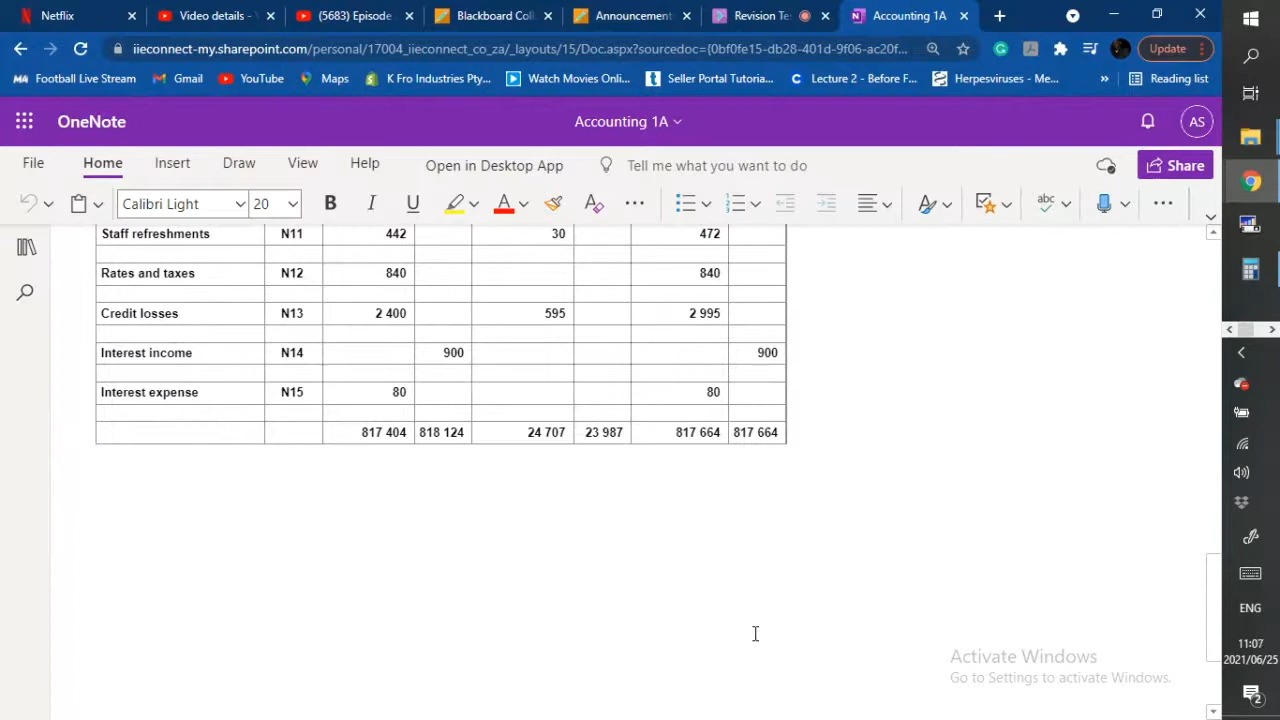 Netflix
Video details -
(5683) Episode
Blackboard Coll
Announcement
Revision Te
Accounting 1A
iieconnect-my.sharepoint.com/personal/17004_iieconnect_co_za/_layouts/15/Doc.aspx?sourcedoc={0bf0fe15-db28-401d-9f06-ac20f...
Update
Football Live Stream
Gmail
YouTube
Maps
K Fro Industries Pty...
Watch Movies Onlin...
Seller Portal Tutoria...
Lecture 2 - Before F...
Herpesviruses - Me...
Reading list
OneNote
Accounting 1A
AS
File Home Insert Draw View Help Open in Desktop App Tell me what you want to do Share
Calibri Light 20 B I U A abc
Staff refreshments N11 442 30 472
Rates and taxes N12 840 840
Credit losses N13 2 400 595 2 995
Interest income N14 900 900
Interest expense N15 80 80
817 404 818 124 24 707 23 987 817 664 817 664
Activate Windows
Go to Settings to activate Windows.
ENG
11:07
2021/06/25
2